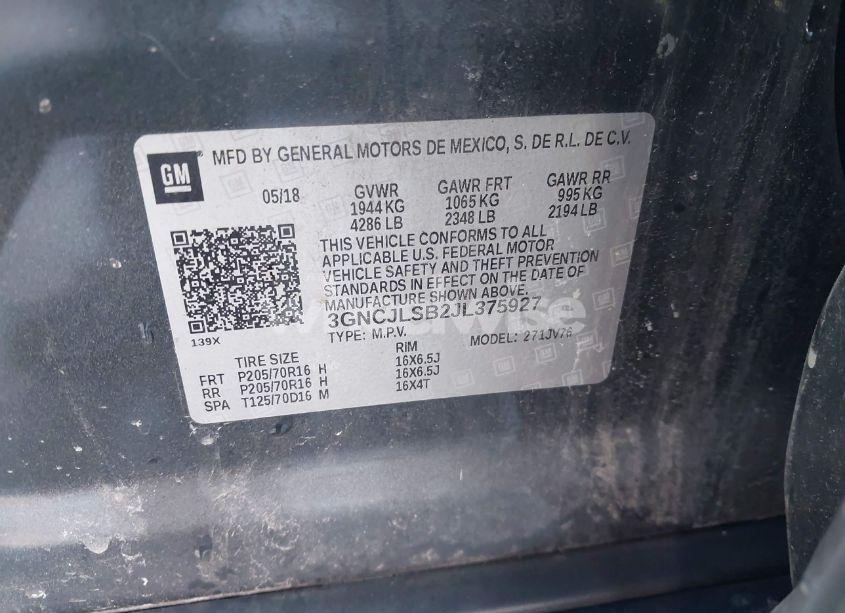 GM
MFD BY GENERAL MOTORS DE MEXICO, S. DE R.L. DE C.V.
05/18 GVWR GAWR FRT GAWR RR
1944 KG 1065 KG 995 KG
4286 LB 2348 LB 2194 LB
THIS VEHICLE CONFORMS TO ALL
APPLICABLE U.S. FEDERAL MOTOR
VEHICLE SAFETY AND THEFT PREVENTION
STANDARDS IN EFFECT ON THE DATE OF
MANUFACTURE SHOWN ABOVE.
3GNCJLSB2JL375927
139X TYPE: M.P.V. MODEL: 271JV76
TIRE SIZE RIM
FRT P205/70R16 H 16X6.5J
RR P205/70R16 H 16X6.5J
SPA T125/70D16 M 16X4T